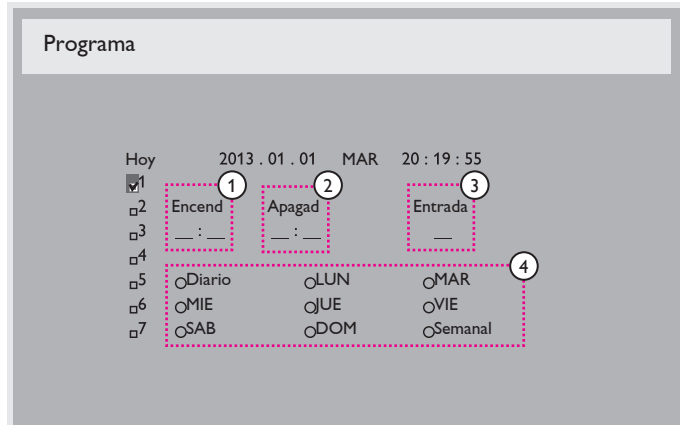 Programa
Hoy 2013 . 01 . 01 MAR 20 : 19 : 55
1 1 2 3
2 Encend Apagad Entrada
3 __ : __ __ : __ __
4 4
5 Diario LUN MAR
6 MIE JUE VIE
7 SAB DOM Semanal